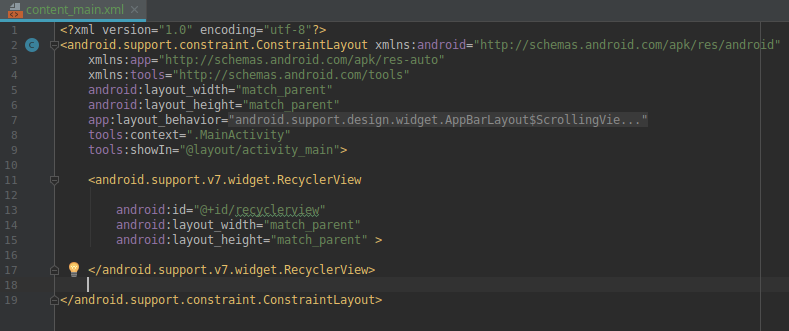 content_main.xml
1 <?xml version="1.0" encoding="utf-8"?>
2 <android.support.constraint.ConstraintLayout xmlns:android="http://schemas.android.com/apk/res/android"
3 xmlns:app="http://schemas.android.com/apk/res-auto"
4 xmlns:tools="http://schemas.android.com/tools"
5 android:layout_width="match_parent"
6 android:layout_height="match_parent"
7 app:layout_behavior="android.support.design.widget.AppBarLayout$ScrollingVie..."
8 tools:context=".MainActivity"
9 tools:showIn="@layout/activity_main">
10
11 <android.support.v7.widget.RecyclerView
12
13 android:id="@+id/recyclerview"
14 android:layout_width="match_parent"
15 android:layout_height="match_parent" >
16
17 </android.support.v7.widget.RecyclerView>
18
19 </android.support.constraint.ConstraintLayout>